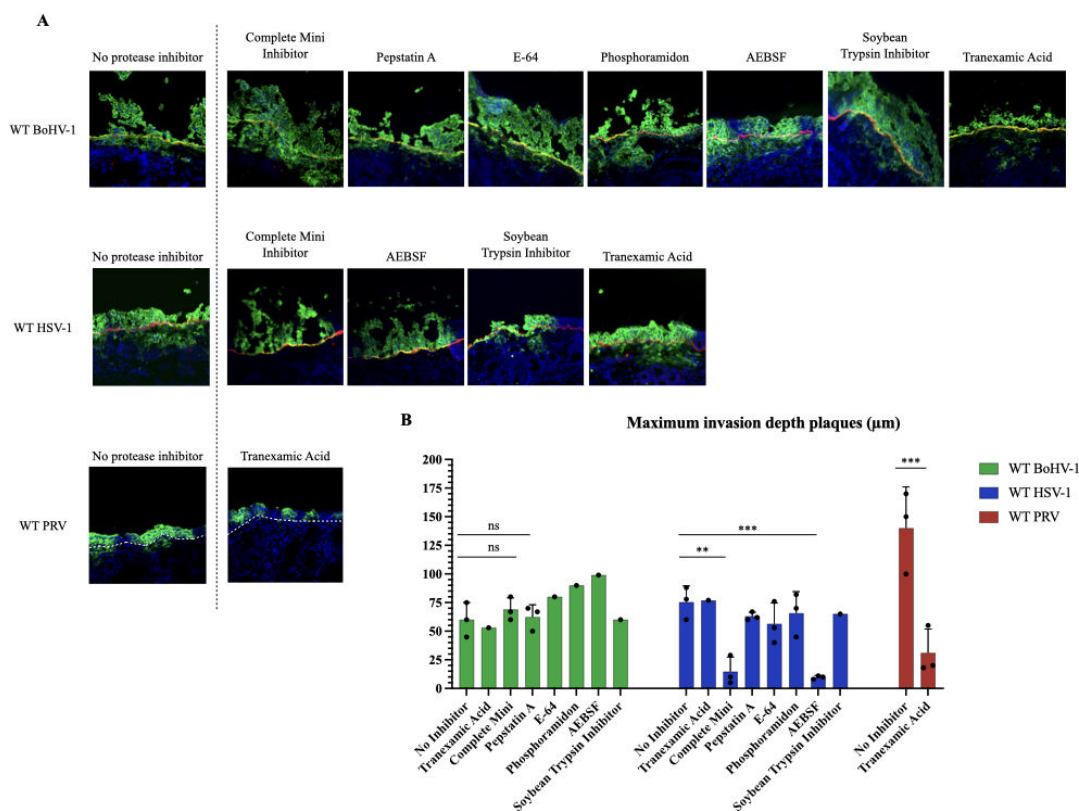 A
No protease inhibitor
Complete Mini
Inhibitor
Pepstatin A
E-64
Phosphoramidon
AEBSF
Soybean
Trypsin Inhibitor
Tranexamic Acid
WT BoHV-1
No protease inhibitor
Complete Mini
Inhibitor
AEBSF
Soybean
Trypsin Inhibitor
Tranexamic Acid
WT HSV-1
No protease inhibitor
Tranexamic Acid
WT PRV
B
Maximum invasion depth plaques (µm)
200
175
150
125
100
75
50
25
0
ns
ns
***
**
***
WT BoHV-1
WT HSV-1
WT PRV
No Inhibitor
Tranexamic Acid
Complete Mini
Pepstatin A
E-64
Phosphoramidon
AEBSF
Soybean Trypsin Inhibitor
No Inhibitor
Tranexamic Acid
Complete Mini
Pepstatin A
E-64
Phosphoramidon
AEBSF
Soybean Trypsin Inhibitor
No Inhibitor
Tranexamic Acid